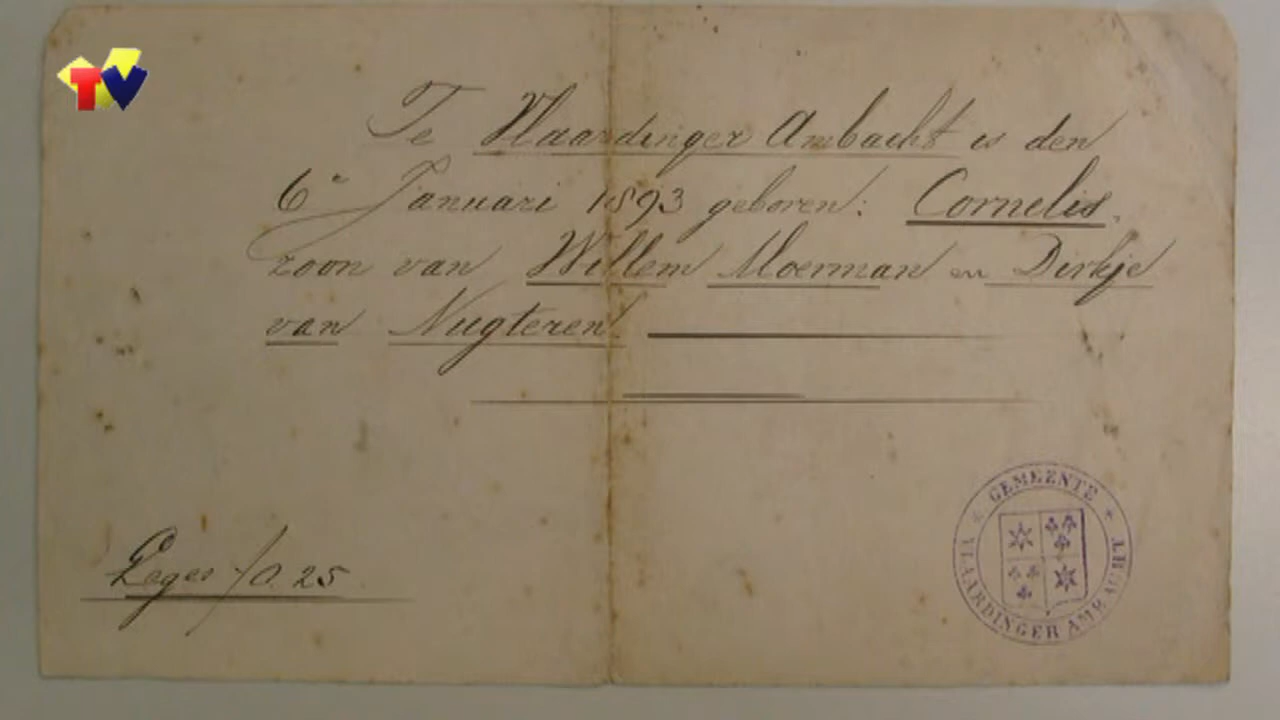 TV
Te Vlaardinger Ambacht is den
6e Januari 1893 geboren: Cornelis,
zoon van Willem Moerman en Dirkje
van Nugteren.
Leges f 0.25
GEMEENTE
VLAARDINGER AMBACHT